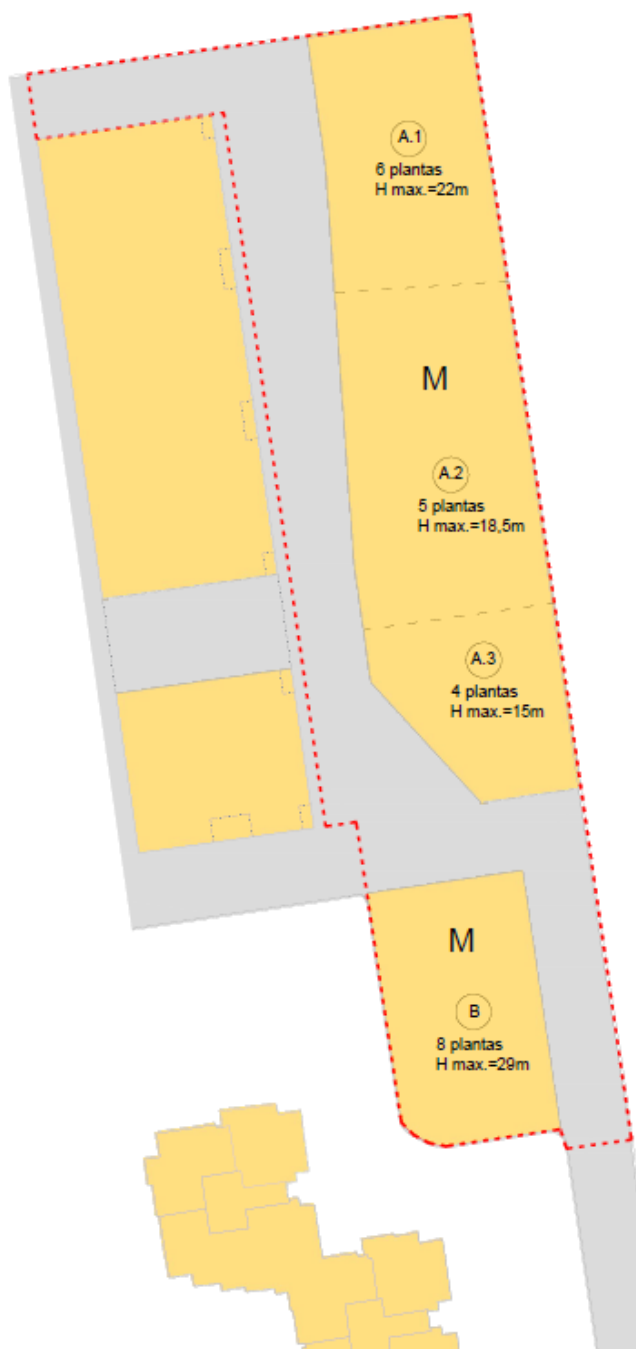 A.1
6 plantas
H max.=22m
M
A.2
5 plantas
H max.=18,5m
A.3
4 plantas
H max.=15m
M
B
8 plantas
H max.=29m